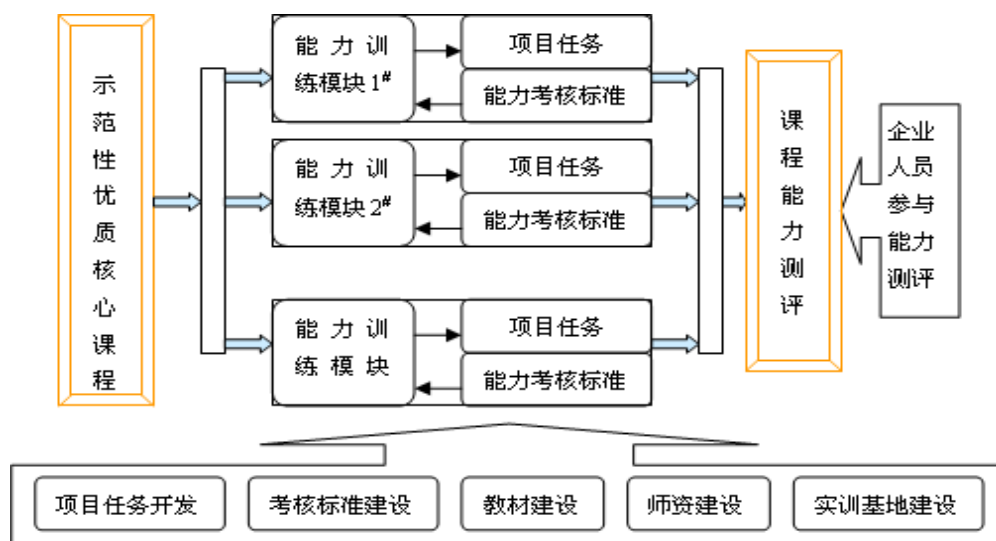 示范性优质核心课程
能力训
练模块1#
项目任务
能力考核标准
能力训
练模块2#
项目任务
能力考核标准
能力训
练模块
项目任务
能力考核标准
课程能力测评
企业
人员
参与
能力
测评
项目任务开发
考核标准建设
教材建设
师资建设
实训基地建设